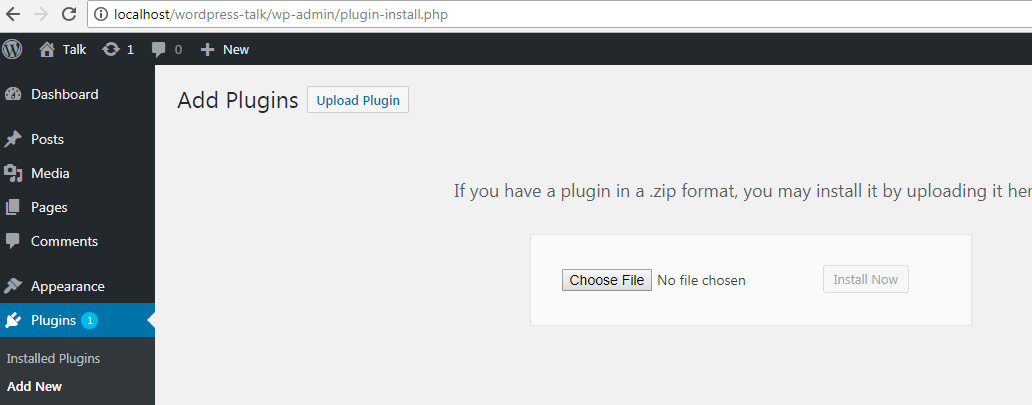 localhost/wordpress-talk/wp-admin/plugin-install.php
Talk 1 0 New
Dashboard
Add Plugins Upload Plugin
Posts
Media
If you have a plugin in a .zip format, you may install it by uploading it her
Pages
Comments
Choose File No file chosen Install Now
Appearance
Plugins 1
Installed Plugins
Add New